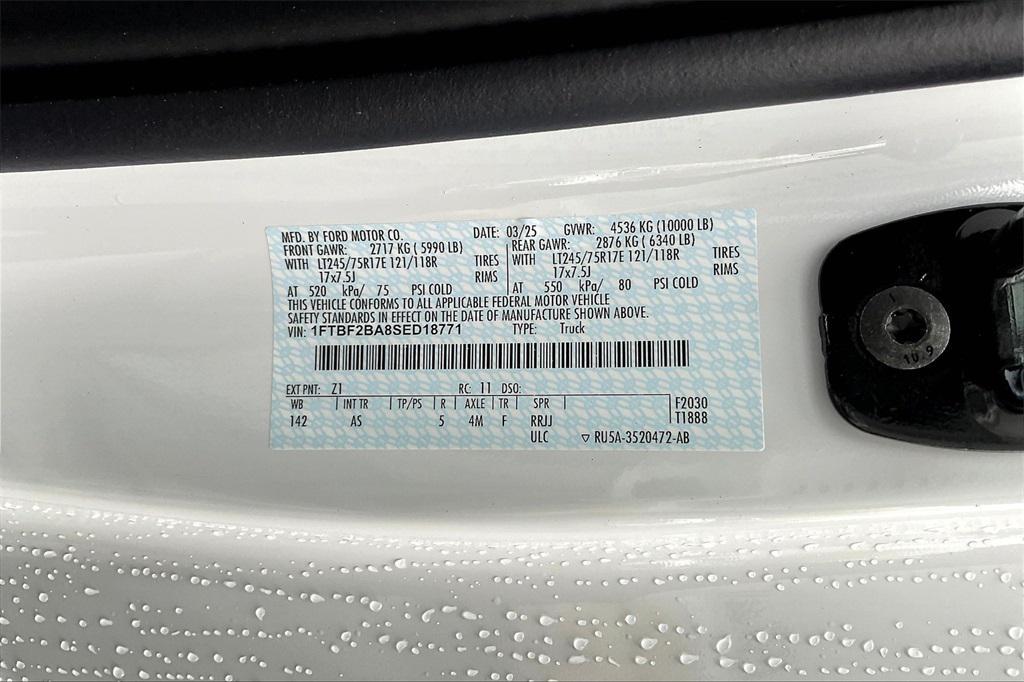 MFD. BY FORD MOTOR CO. DATE: 03/25 GVWR: 4536 KG (10000 LB)
FRONT GAWR: 2717 KG ( 5990 LB) REAR GAWR: 2876 KG ( 6340 LB)
WITH LT245/75R17E 121/118R TIRES WITH LT245/75R17E 121/118R TIRES
17x7.5J RIMS 17x7.5J RIMS
AT 520 kPa/ 75 PSI COLD AT 550 kPa/ 80 PSI COLD
THIS VEHICLE CONFORMS TO ALL APPLICABLE FEDERAL MOTOR VEHICLE
SAFETY STANDARDS IN EFFECT ON THE DATE OF MANUFACTURE SHOWN ABOVE.
VIN: 1FTBF2BA8SED18771 TYPE: Truck
EXT PNT: Z1 RC: 11 DSO:
WB INT TR TP/PS R AXLE TR SPR F2030
142 AS 5 4M F RRJJ T1888
ULC RU5A-3520472-AB
10.9